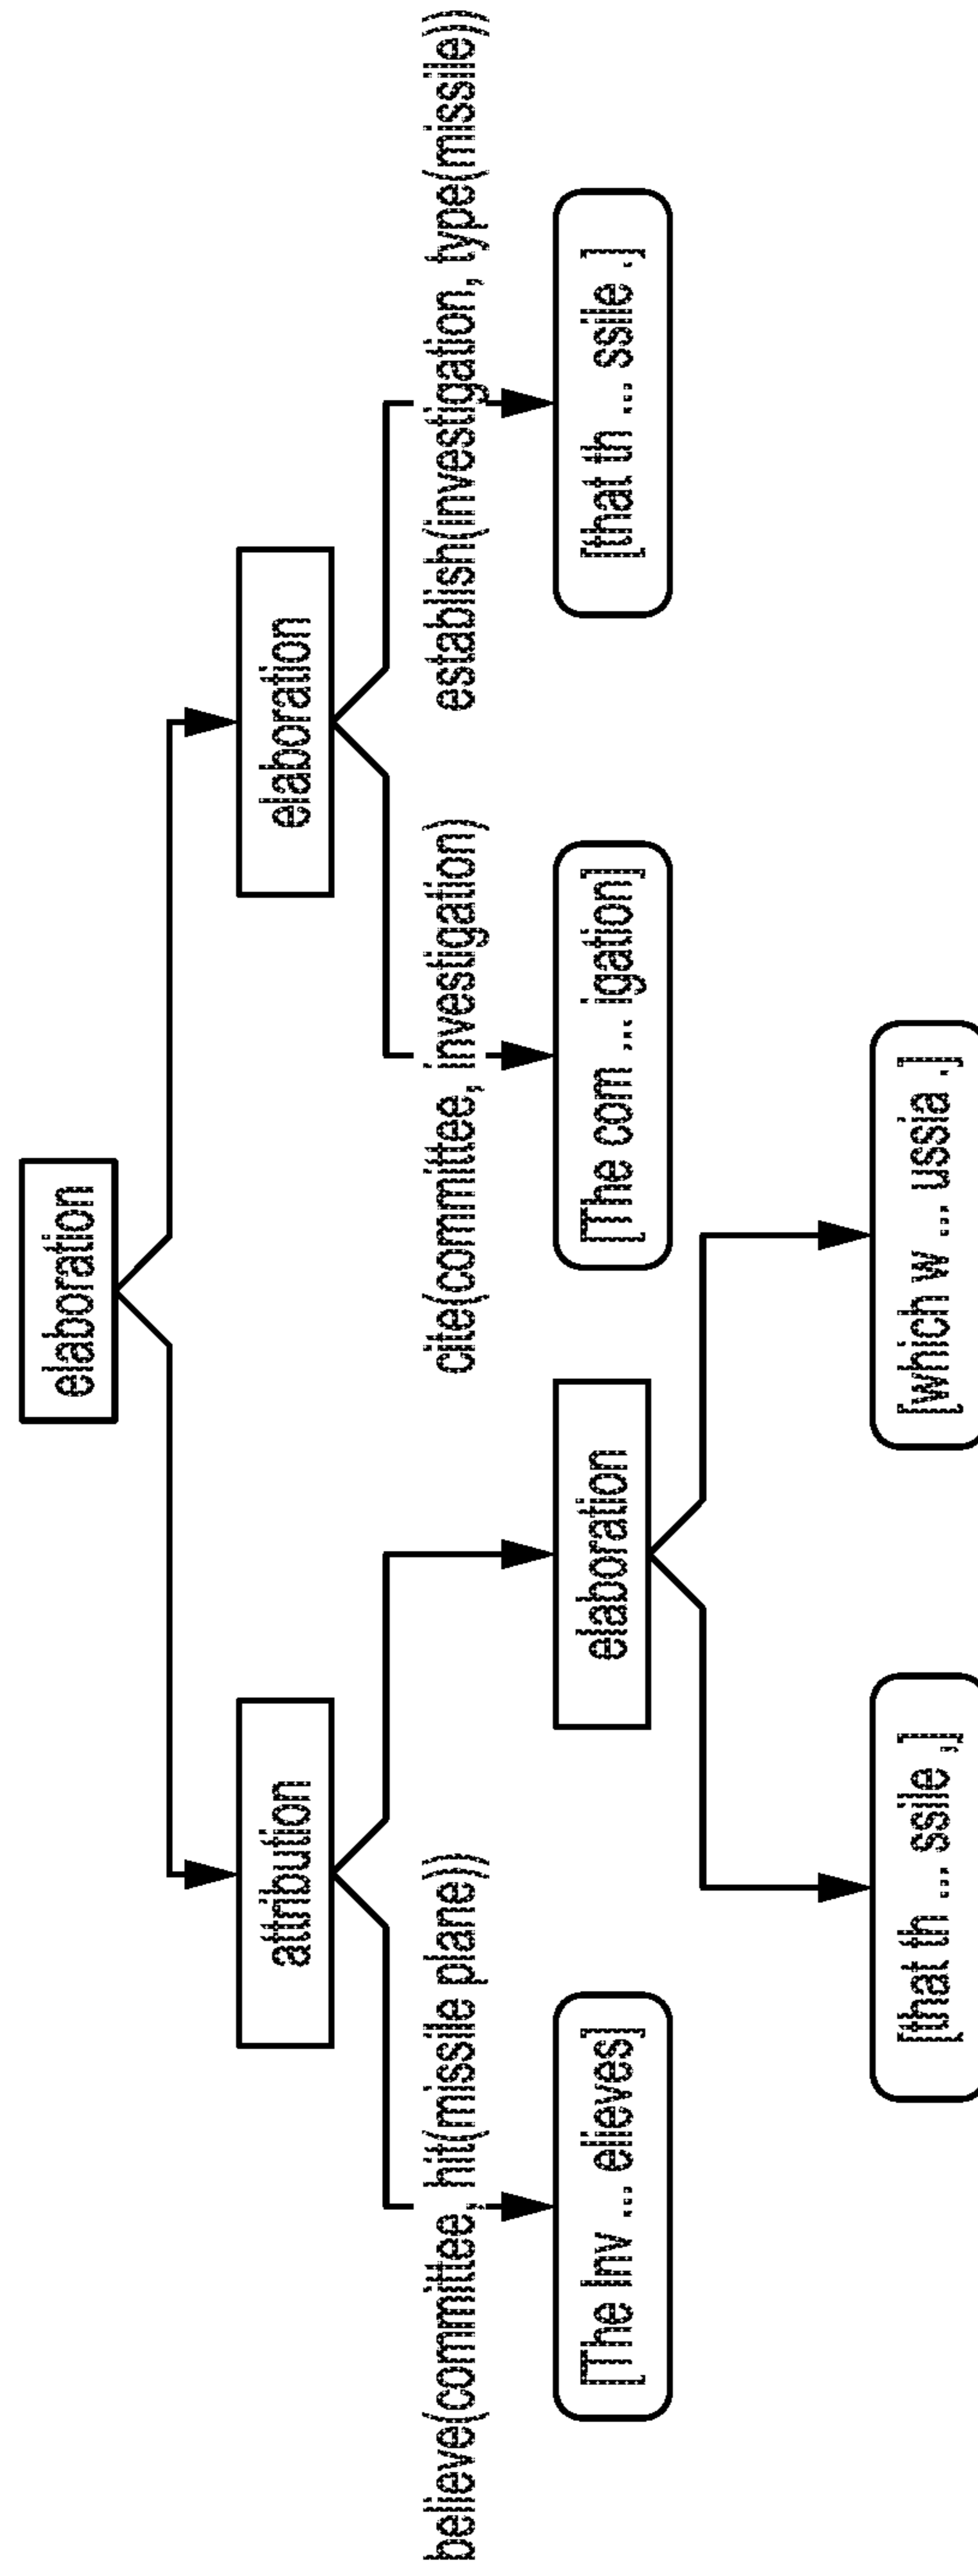 elaboration
attribution
elaboration
believe(committee, hit(missile plane))
cite(committee, investigation)
establish(investigation, type(missile))
[The Inv ... elieves]
elaboration
[The com ... igation]
[that th ... ssile .]
[that th ... ssile ,]
[which w ... ussia .]